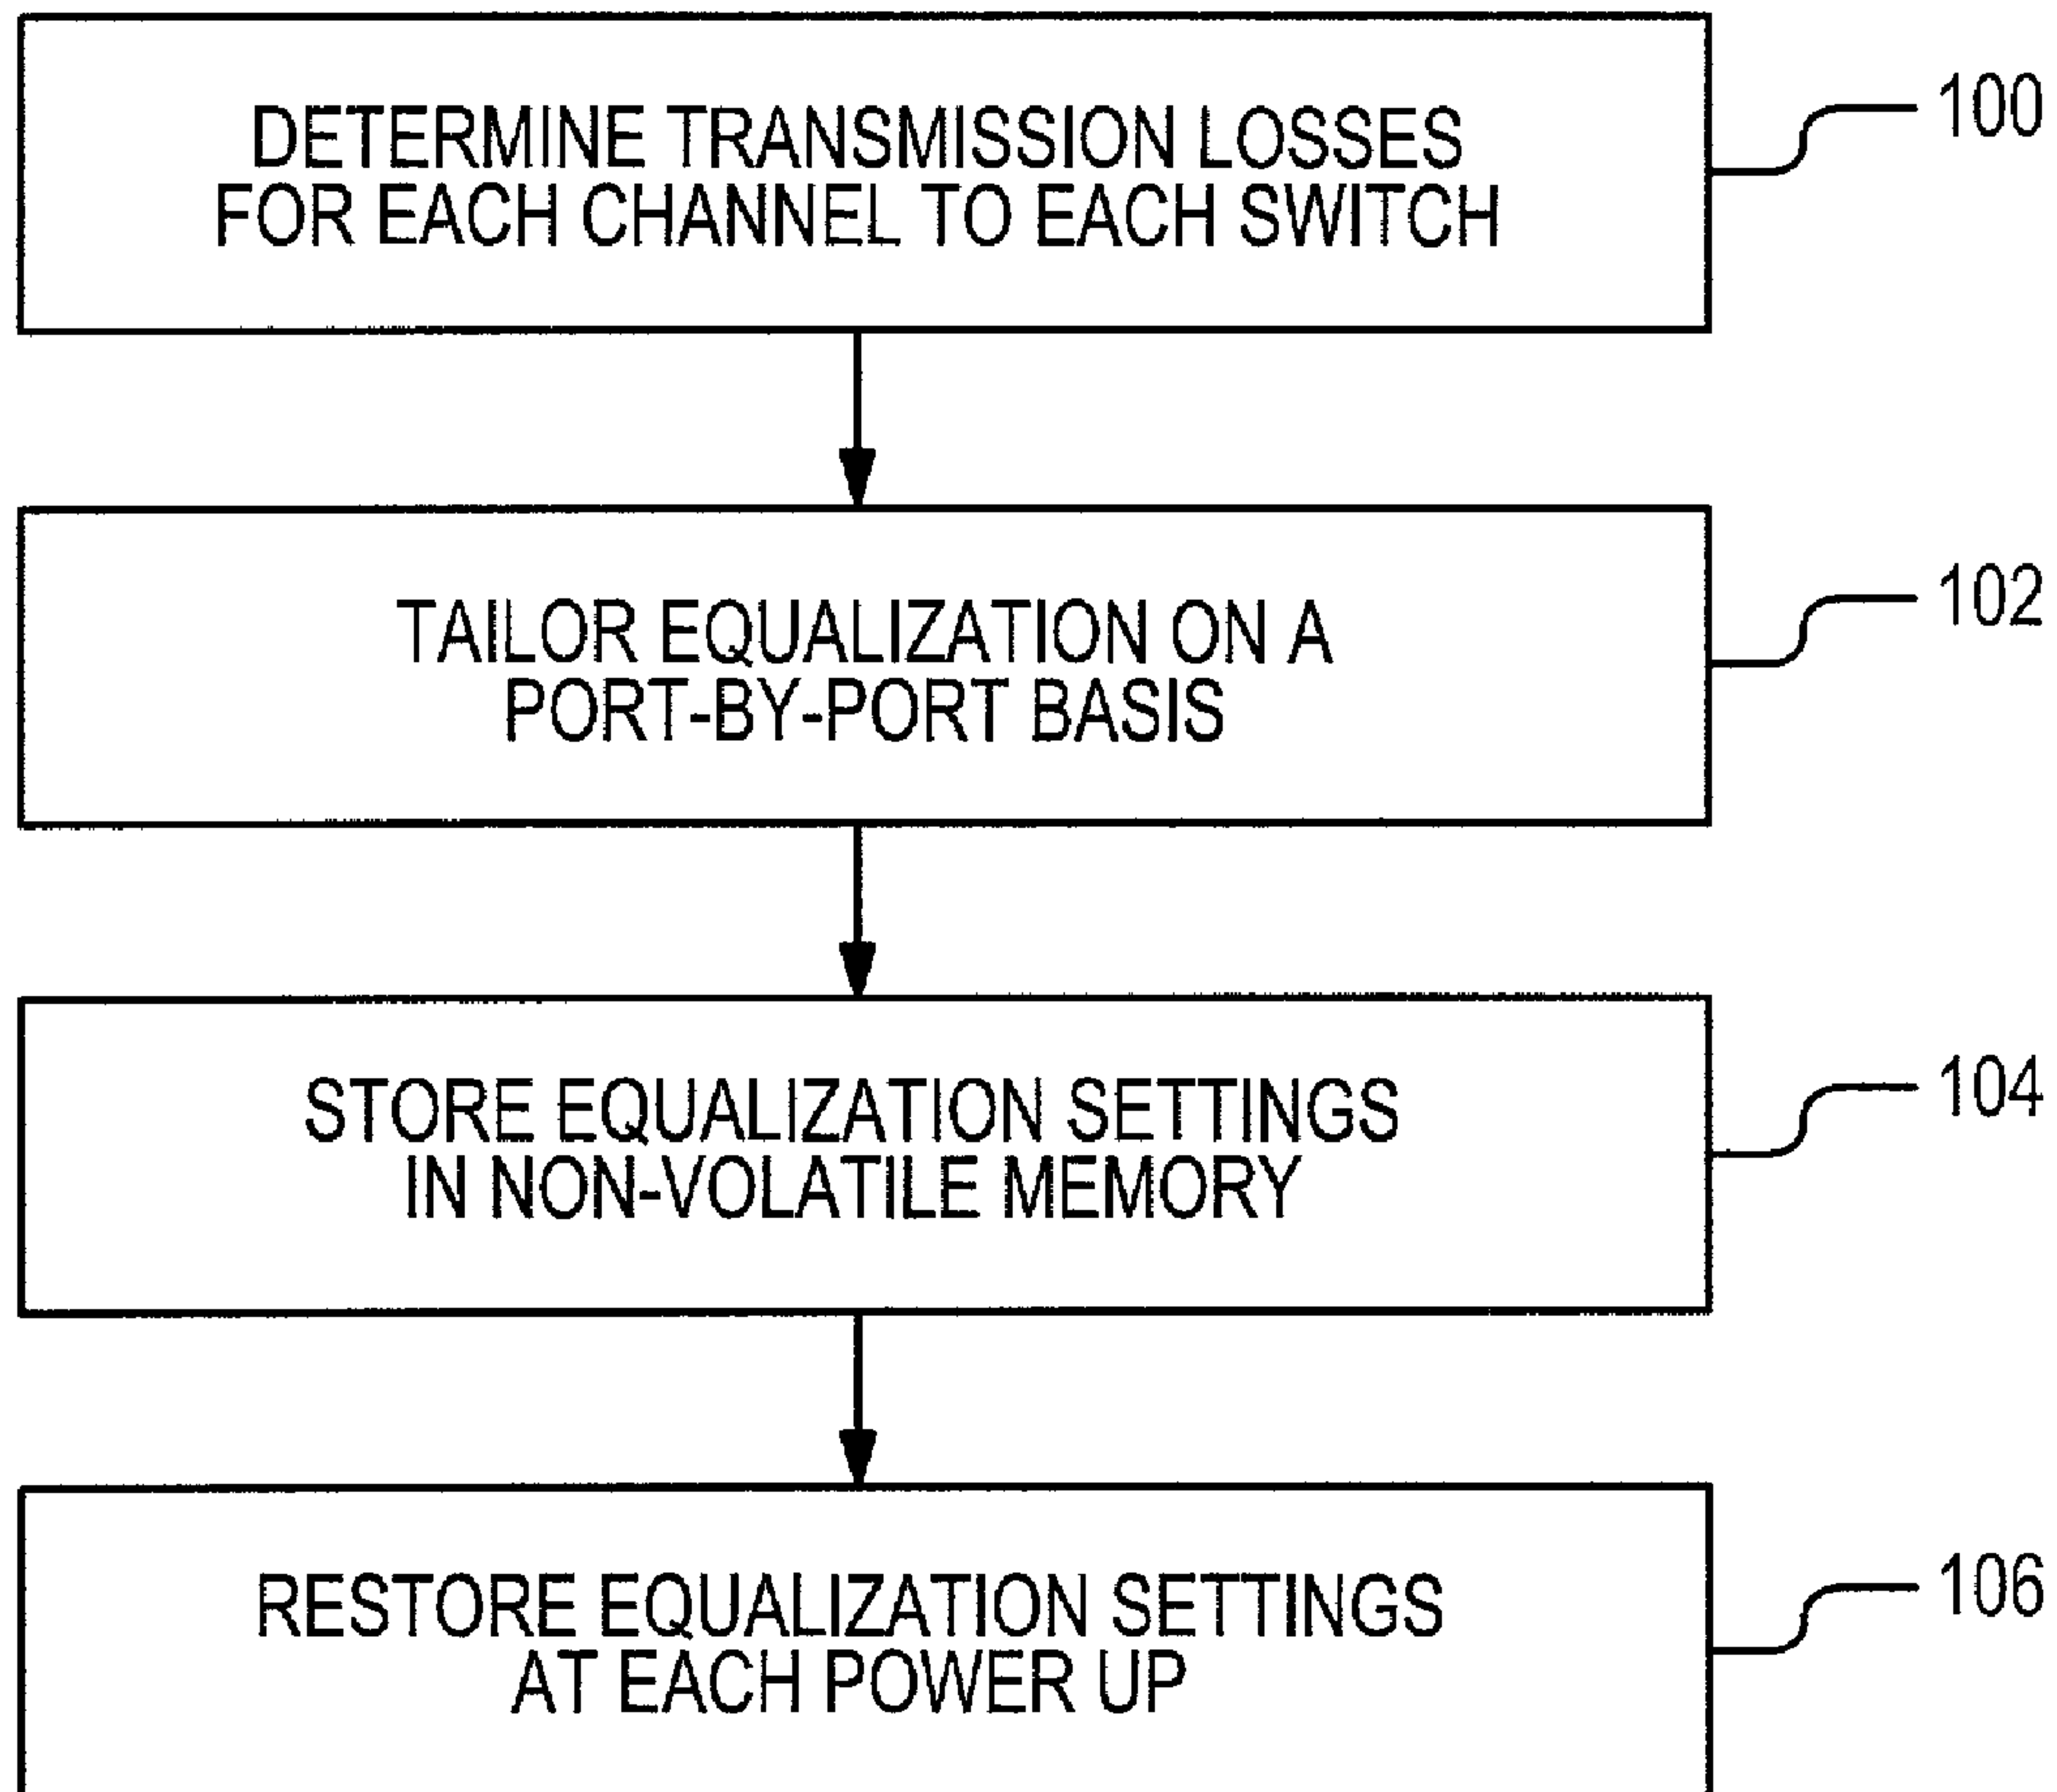 DETERMINE TRANSMISSION LOSSES
FOR EACH CHANNEL TO EACH SWITCH
100
TAILOR EQUALIZATION ON A
PORT-BY-PORT BASIS
102
STORE EQUALIZATION SETTINGS
IN NON-VOLATILE MEMORY
104
RESTORE EQUALIZATION SETTINGS
AT EACH POWER UP
106